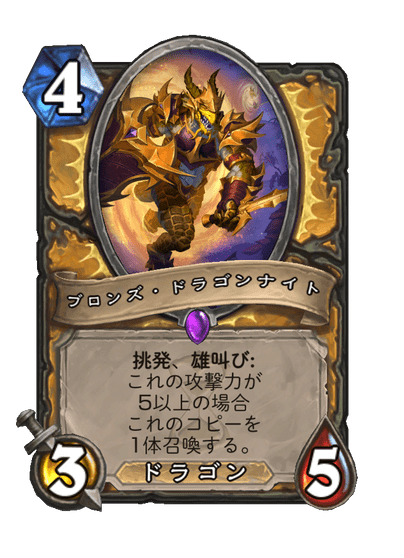 4
ブロンズ・ドラゴンナイト
挑発、雄叫び:
これの攻撃力が
5以上の場合
これのコピーを
1体召喚する。
3
ドラゴン
5